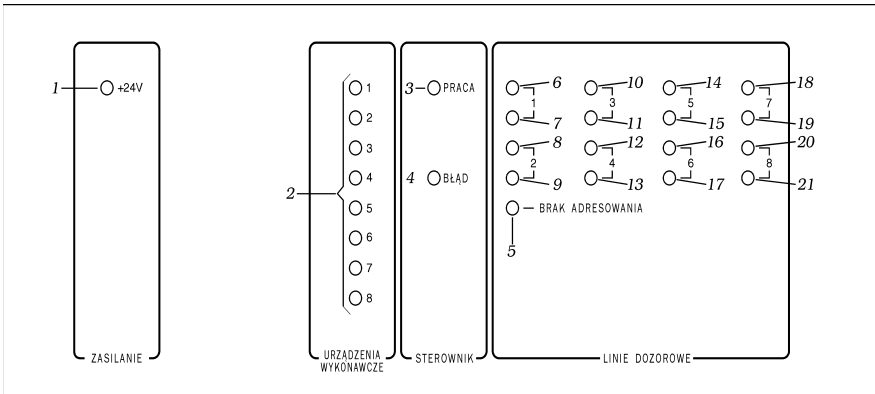 1 +24V
ZASILANIE
2
1
2
3
4
5
6
7
8
URZĄDZENIA
WYKONAWCZE
3 PRACA
4 BŁĄD
STEROWNIK
6 10 14 18
1 3 5 7
7 11 15 19
8 12 16 20
2 4 6 8
9 13 17 21
BRAK ADRESOWANIA
5
LINIE DOZOROWE